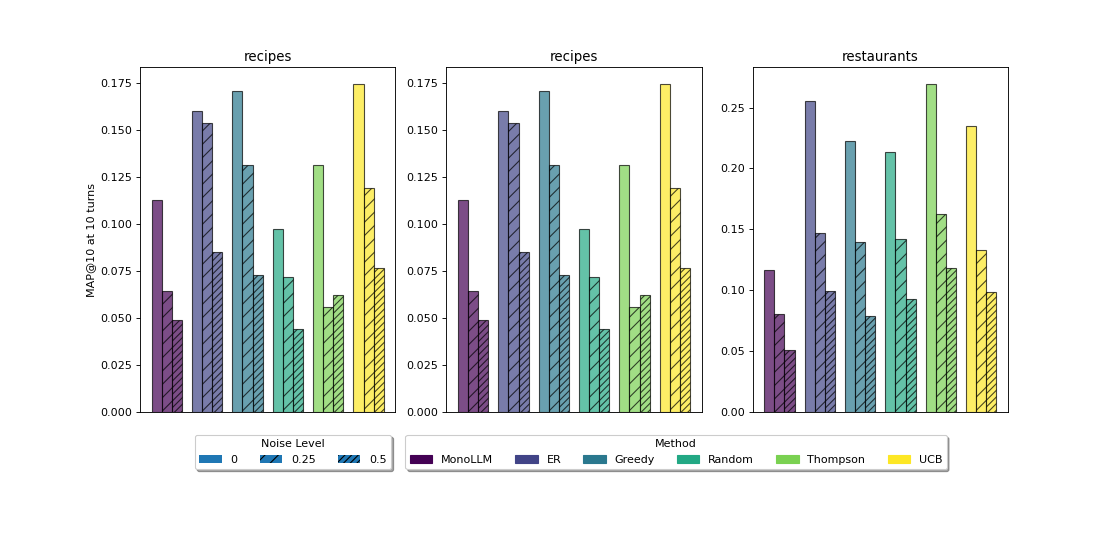 recipes
recipes
restaurants
MAP@10 at 10 turns
0.175
0.150
0.125
0.100
0.075
0.050
0.025
0.000
0.175
0.150
0.125
0.100
0.075
0.050
0.025
0.000
0.25
0.20
0.15
0.10
0.05
0.00
Noise Level
0 0.25 0.5
Method
MonoLLM ER Greedy Random Thompson UCB